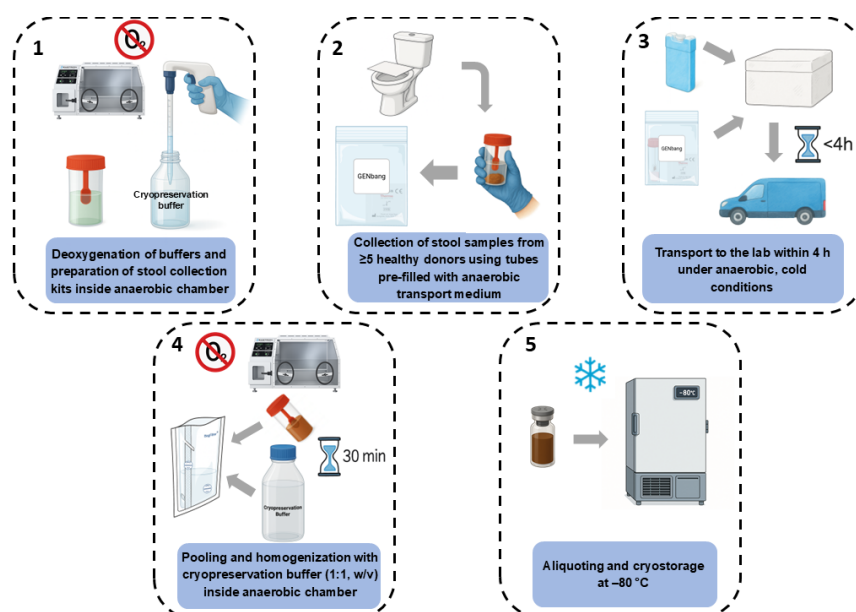 1
O₂
Cryopreservation
buffer
Deoxygenation of buffers and
preparation of stool collection
kits inside anaerobic chamber
2
GENbang
Collection of stool samples from
≥5 healthy donors using tubes
pre-filled with anaerobic
transport medium
3
GENbang
<4h
Transport to the lab within 4 h
under anaerobic, cold
conditions
4
O₂
30 min
Cryopreservation
Buffer
Pooling and homogenization with
cryopreservation buffer (1:1, w/v)
inside anaerobic chamber
5
-80°C
Aliquoting and cryostorage
at –80 °C